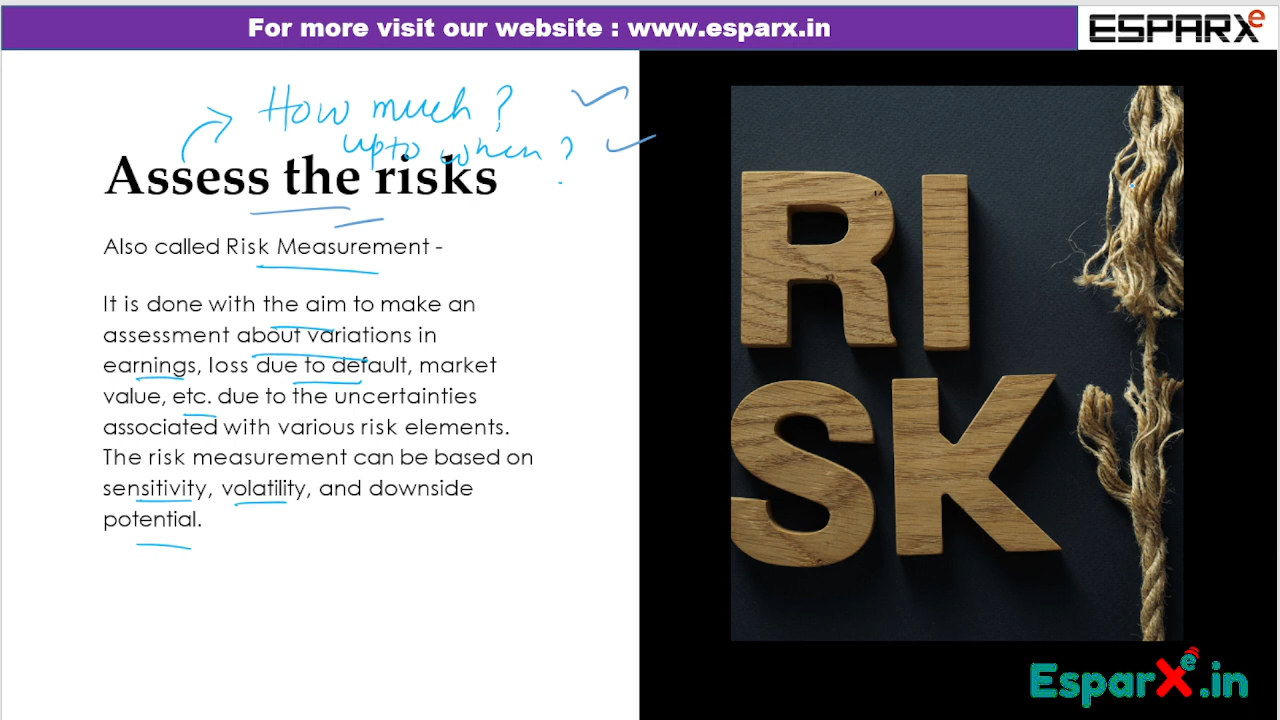 For more visit our website : www.esparx.in
ESPARXe
How much?
upto when?
Assess the risks
Also called Risk Measurement -
It is done with the aim to make an
assessment about variations in
earnings, loss due to default, market
value, etc. due to the uncertainties
associated with various risk elements.
The risk measurement can be based on
sensitivity, volatility, and downside
potential.
RI
SK
EsparXe.in